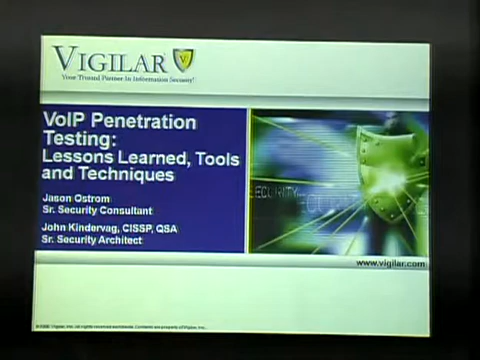 VIGILAR
Your Trusted Partner in Information Security!
VoIP Penetration
Testing:
Lessons Learned, Tools
and Techniques
Jason Ostrom
Sr. Security Consultant
John Kindervag, CISSP, QSA
Sr. Security Architect
SECURITY
www.vigilar.com